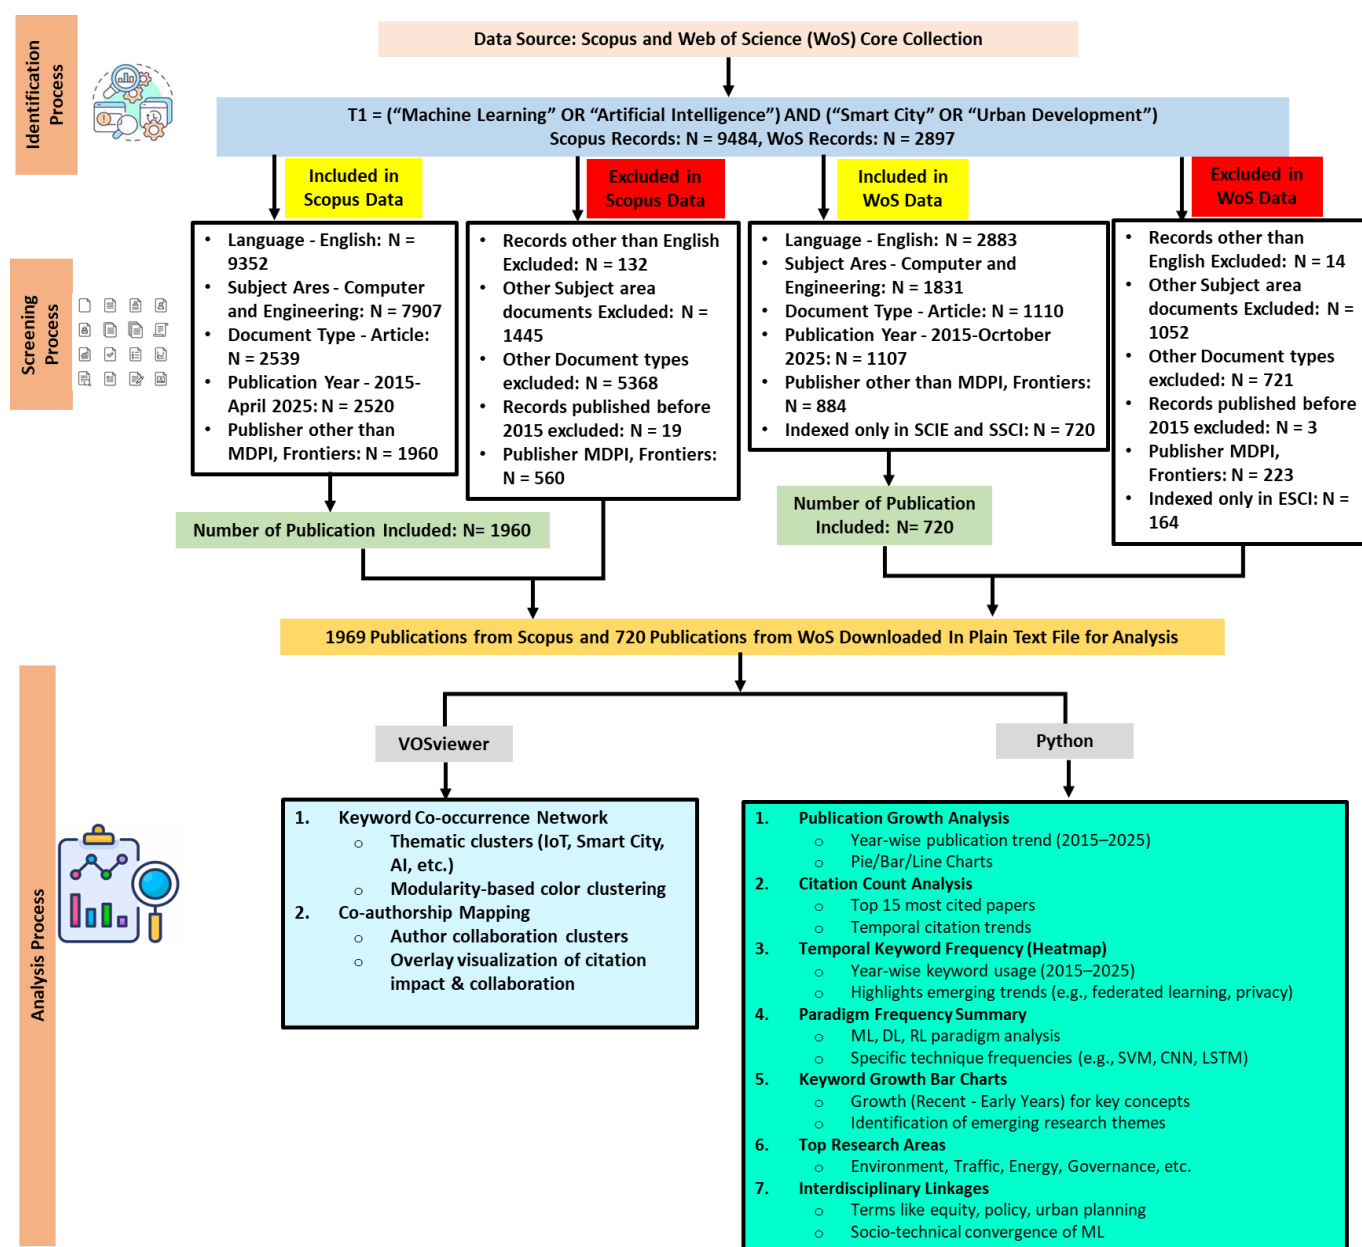 Identification
Process
Data Source: Scopus and Web of Science (WoS) Core Collection
T1 = (“Machine Learning” OR “Artificial Intelligence”) AND (“Smart City” OR “Urban Development”)
Scopus Records: N = 9484, WoS Records: N = 2897
Included in
Scopus Data
Excluded in
Scopus Data
Included in
WoS Data
Excluded in
WoS Data
Screening
Process
• Language - English: N =
9352
• Subject Ares - Computer
and Engineering: N = 7907
• Document Type - Article:
N = 2539
• Publication Year - 2015-
April 2025: N = 2520
• Publisher other than
MDPI, Frontiers: N = 1960
• Records other than English
Excluded: N = 132
• Other Subject area
documents Excluded: N =
1445
• Other Document types
excluded: N = 5368
• Records published before
2015 excluded: N = 19
• Publisher MDPI, Frontiers:
N = 560
• Language - English: N = 2883
• Subject Ares - Computer and
Engineering: N = 1831
• Document Type - Article: N = 1110
• Publication Year - 2015-Ocrtober
2025: N = 1107
• Publisher other than MDPI, Frontiers:
N = 884
• Indexed only in SCIE and SSCI: N = 720
• Records other than
English Excluded: N = 14
• Other Subject area
documents Excluded: N =
1052
• Other Document types
excluded: N = 721
• Records published before
2015 excluded: N = 3
• Publisher MDPI,
Frontiers: N = 223
• Indexed only in ESCI: N =
164
Number of Publication Included: N= 1960
Number of Publication
Included: N= 720
1969 Publications from Scopus and 720 Publications from WoS Downloaded In Plain Text File for Analysis
Analysis Process
VOSviewer
Python
1. Keyword Co-occurrence Network
o Thematic clusters (IoT, Smart City,
AI, etc.)
o Modularity-based color clustering
2. Co-authorship Mapping
o Author collaboration clusters
o Overlay visualization of citation
impact & collaboration
1. Publication Growth Analysis
o Year-wise publication trend (2015–2025)
o Pie/Bar/Line Charts
2. Citation Count Analysis
o Top 15 most cited papers
o Temporal citation trends
3. Temporal Keyword Frequency (Heatmap)
o Year-wise keyword usage (2015–2025)
o Highlights emerging trends (e.g., federated learning, privacy)
4. Paradigm Frequency Summary
o ML, DL, RL paradigm analysis
o Specific technique frequencies (e.g., SVM, CNN, LSTM)
5. Keyword Growth Bar Charts
o Growth (Recent - Early Years) for key concepts
o Identification of emerging research themes
6. Top Research Areas
o Environment, Traffic, Energy, Governance, etc.
7. Interdisciplinary Linkages
o Terms like equity, policy, urban planning
o Socio-technical convergence of ML